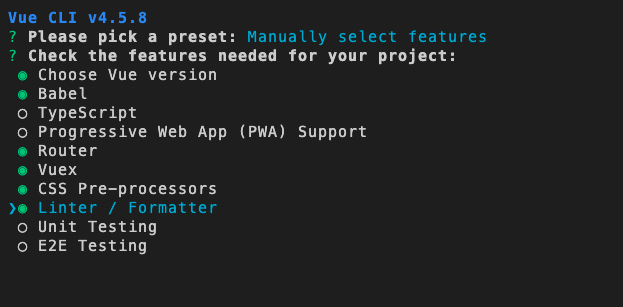 Vue CLI v4.5.8
? Please pick a preset: Manually select features
? Check the features needed for your project:
◉ Choose Vue version
◉ Babel
◯ TypeScript
◯ Progressive Web App (PWA) Support
◉ Router
◉ Vuex
◉ CSS Pre-processors
❯◉ Linter / Formatter
◯ Unit Testing
◯ E2E Testing